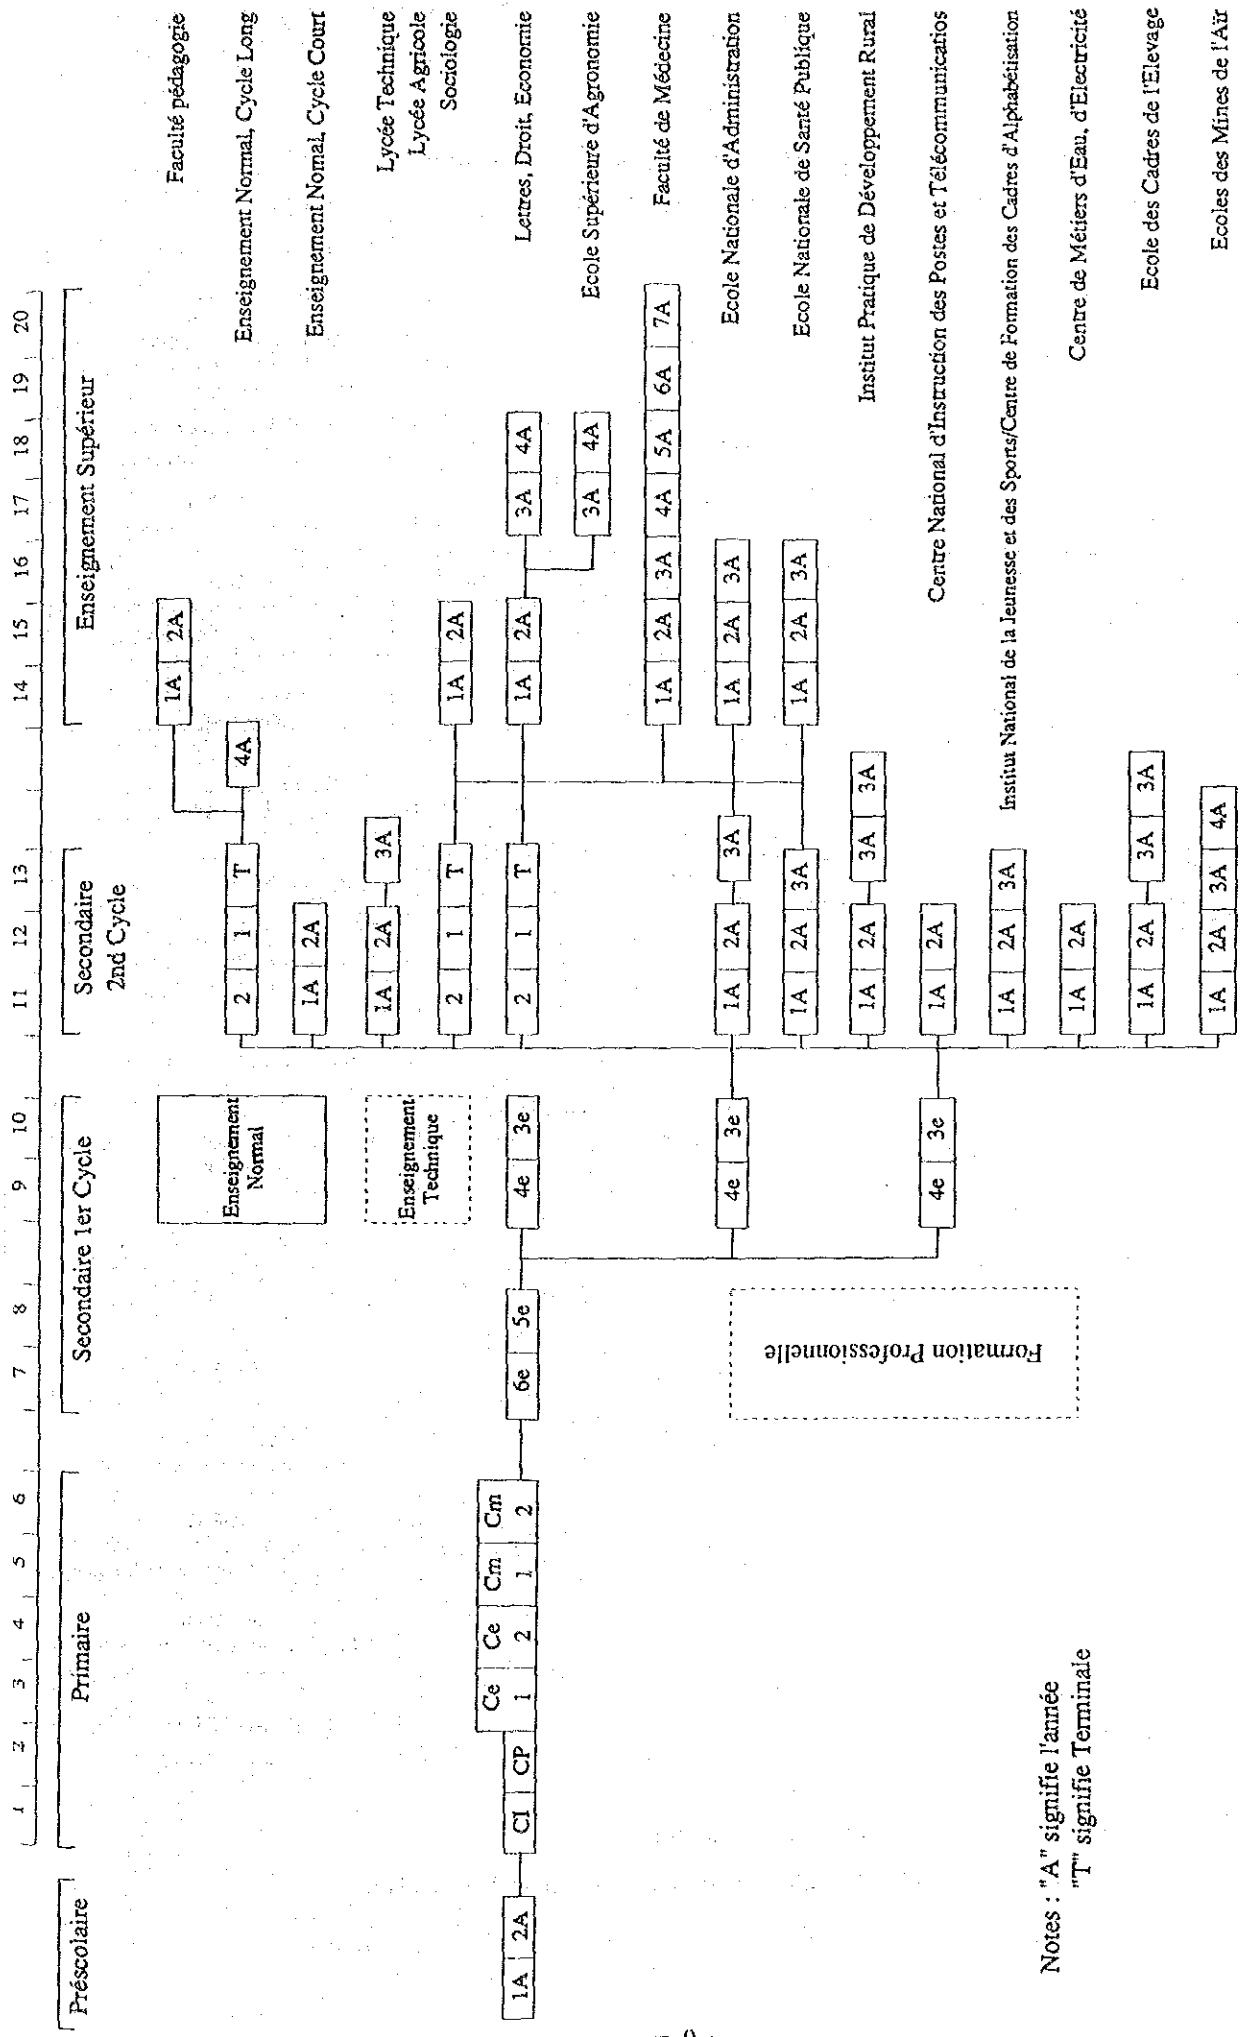 1 2 3 4 5 6 7 8 9 10 11 12 13 14 15 16 17 18 19 20
Préscolaire
Primaire
Secondaire 1er Cycle
Secondaire
2nd Cycle
Enseignement Supérieur
1A 2A
Faculté pédagogie
2 1 T 4A
Enseignement Normal, Cycle Long
Enseignement
Normal
1A 2A
Enseignement Nomal, Cycle Court
Enseignement
Technique
1A 2A 3A
Lycée Technique
Lycée Agricole
2 1 T 1A 2A
Sociologie
1A 2A
CI CP
Ce Ce Cm Cm
1 2 1 2
6e 5e
4e 3e
2 1 T 1A 2A 3A 4A
Lettres, Droit, Economie
3A 4A
Ecole Supérieure d'Agronomie
1A 2A 3A 4A 5A 6A 7A
Faculté de Médecine
4e 3e
1A 2A 3A 1A 2A 3A
Ecole Nationale d'Administration
1A 2A 3A 1A 2A 3A
Ecole Nationale de Santé Publique
Formation Professionnelle
1A 2A 3A 3A
Institut Pratique de Développement Rural
4e 3e
1A 2A
Centre National d'Instruction des Postes et Télécommunicatios
1A 2A 3A
Institut National de la Jeunesse et des Sports/Centre de Formation des Cadres d'Alphabétisation
1A 2A
Centre de Métiers d'Eau, d'Electricité
1A 2A 3A 3A
Ecole des Cadres de l'Elevage
1A 2A 3A 4A
Ecoles des Mines de l'Aïr
Notes : "A" signifie l'année
"T" signifie Terminale